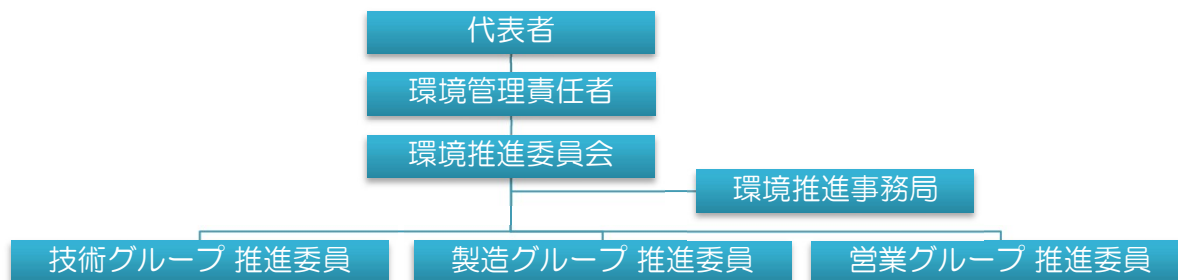 代表者
環境管理責任者
環境推進委員会
環境推進事務局
技術グループ 推進委員
製造グループ 推進委員
営業グループ 推進委員